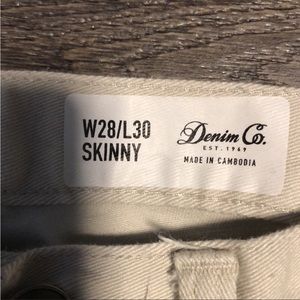 W28/L30
SKINNY
Denim Co.
EST. 1969
MADE IN CAMBODIA